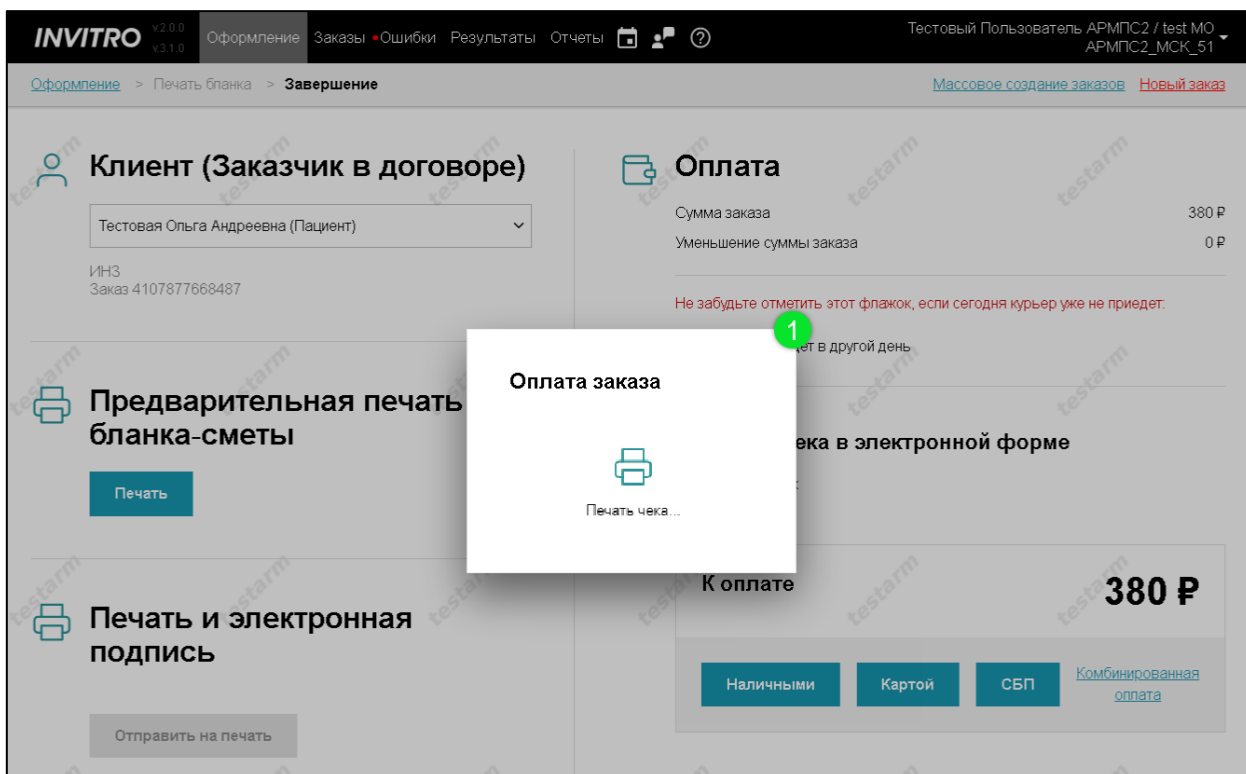 INVITRO v.2.0.0 Оформление Заказы •Ошибки Результаты Отчеты Тестовый Пользователь АРМПС2 / test МО
v.3.1.0 АРМПС2_МСК_51
Оформление > Печать бланка > Завершение Массовое создание заказов Новый заказ
Клиент (Заказчик в договоре)
Тестовая Ольга Андреевна (Пациент)
ИНЗ
Заказ 4107877668487
Предварительная печать
бланка-сметы
Печать
Печать и электронная
подпись
Отправить на печать
Оплата
Сумма заказа 380 ₽
Уменьшение суммы заказа 0 ₽
Не забудьте отметить этот флажок, если сегодня курьер уже не приедет:
в другой день
1
Оплата заказа
Печать чека...
в электронной форме
К оплате 380 ₽
Наличными Картой СБП Комбинированная
оплата
testarm